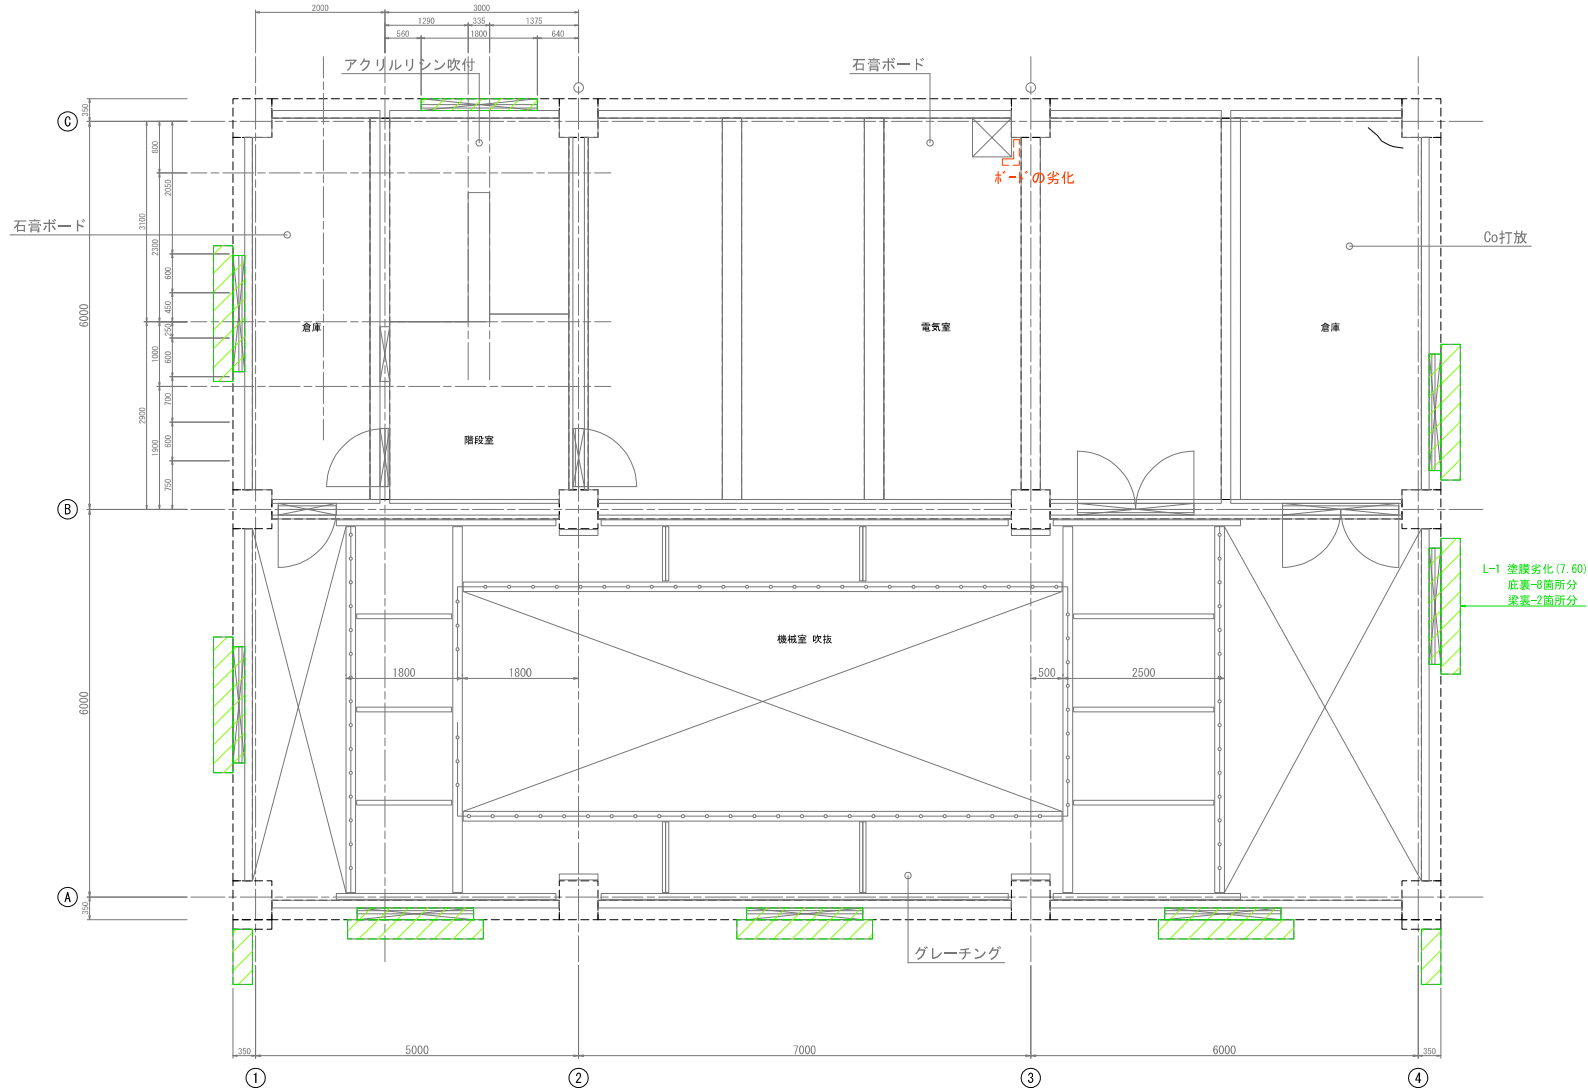 2000
3000
1290
335
1375
560
1800
640
アクリルリシン吹付
石膏ボード
350
C
800
2050
3100
2300
ボードの劣化
石膏ボード
Co打放
600
6000
450
倉庫
電気室
倉庫
250
1000
600
2900
700
階段室
1900
600
750
B
L-1 塗膜劣化(7.60)
庇裏-8箇所分
梁裏-2箇所分
機械室 吹抜
1800
1800
500
2500
6000
A
350
グレーチング
350
5000
7000
6000
350
1
2
3
4